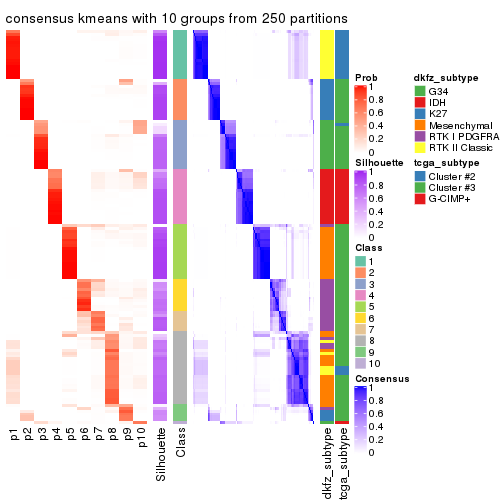 consensus kmeans with 10 groups from 250 partitions
Prob
1
0.8
0.6
0.4
0.2
0
Silhouette
1
0.8
0.6
0.4
0.2
0
Class
1
2
3
4
5
6
7
8
9
10
Consensus
1
0.8
0.6
0.4
0.2
0
dkfz_subtype
G34
IDH
K27
Mesenchymal
RTK I PDGFRA
RTK II Classic
tcga_subtype
Cluster #2
Cluster #3
G-CIMP+
p1
p2
p3
p4
p5
p6
p7
p8
p9
p10
Silhouette
Class
dkfz_subtype
tcga_subtype